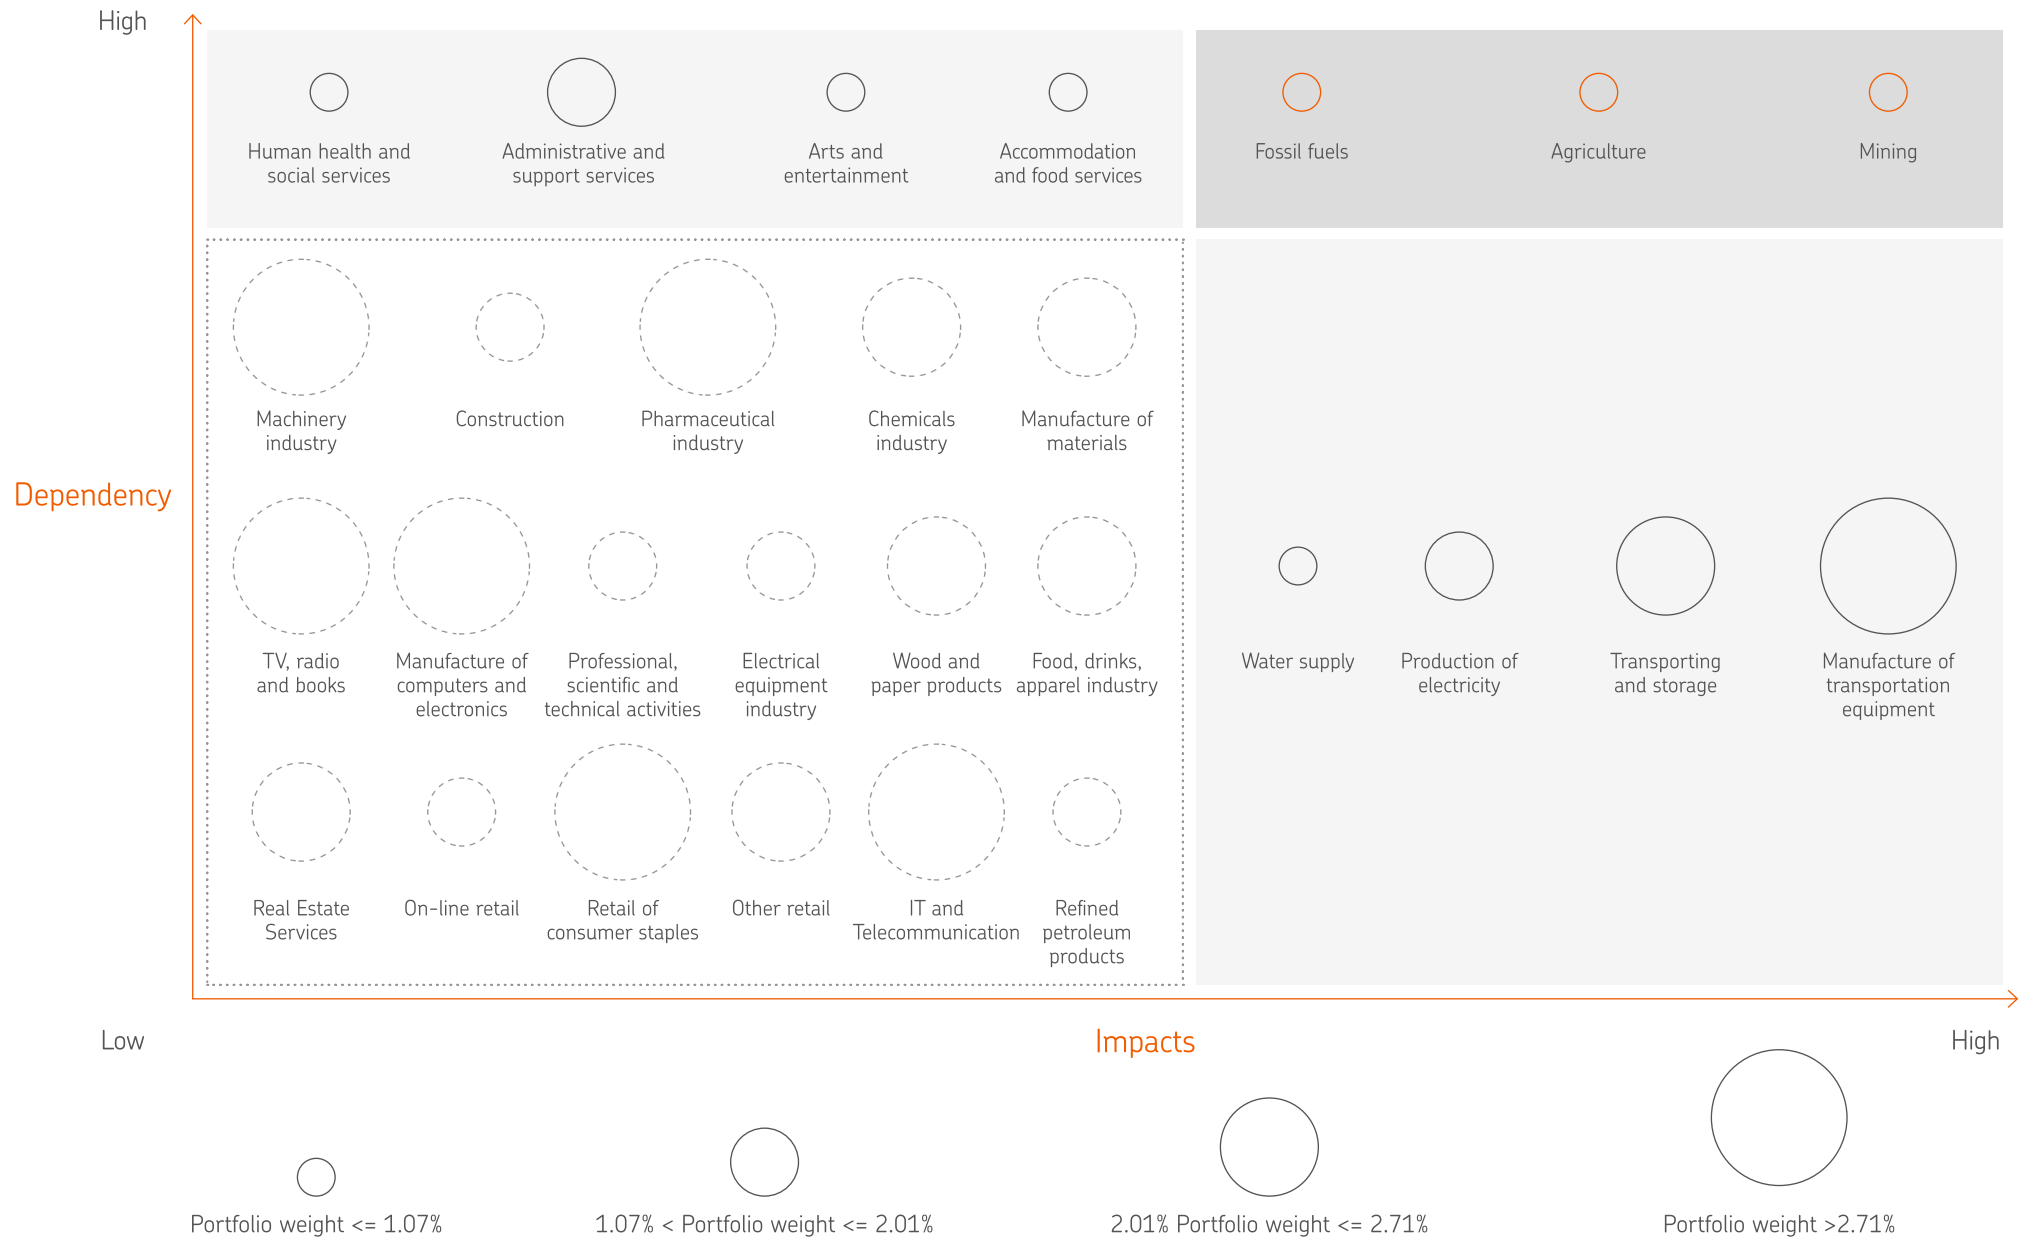 High
Human health and
social services
Administrative and
support services
Arts and
entertainment
Accommodation
and food services
Fossil fuels
Agriculture
Mining
Machinery
industry
Construction
Pharmaceutical
industry
Chemicals
industry
Manufacture of
materials
Dependency
TV, radio
and books
Manufacture of
computers and
electronics
Professional,
scientific and
technical activities
Electrical
equipment
industry
Wood and
paper products
Food, drinks,
apparel industry
Water supply
Production of
electricity
Transporting
and storage
Manufacture of
transportation
equipment
Real Estate
Services
On-line retail
Retail of
consumer staples
Other retail
IT and
Telecommunication
Refined
petroleum
products
Low
Impacts
High
Portfolio weight <= 1.07%
1.07% < Portfolio weight <= 2.01%
2.01% Portfolio weight <= 2.71%
Portfolio weight >2.71%